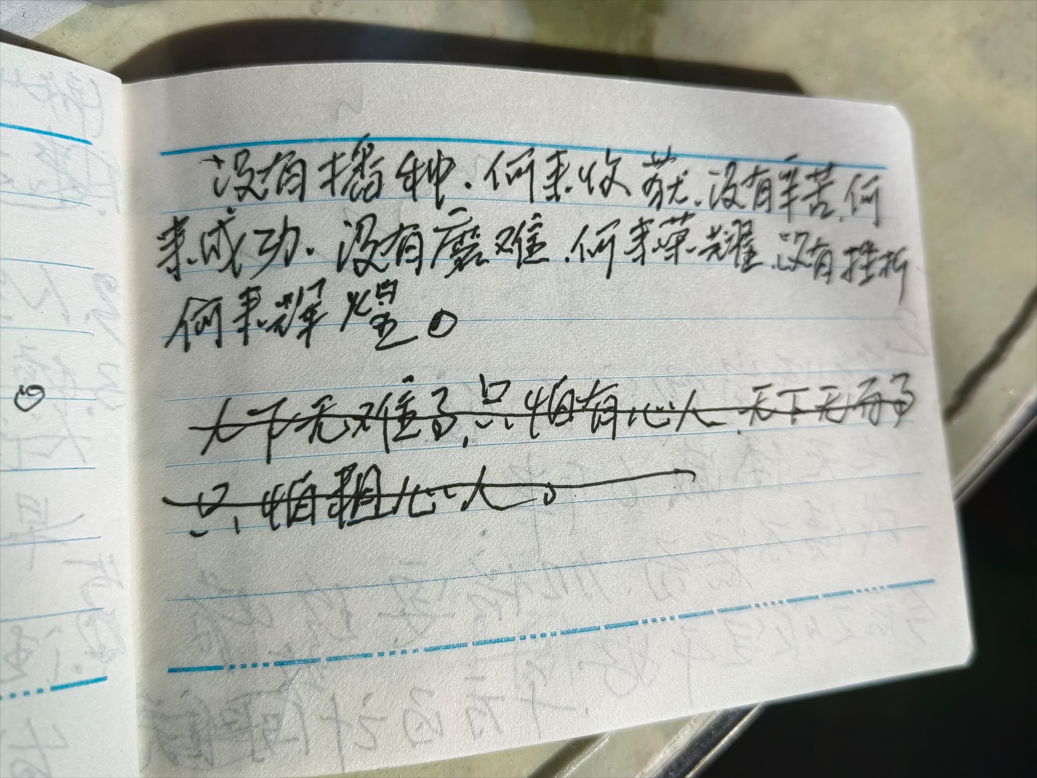 没有播种.何来收获.没有辛苦.何
来成功.没有磨难.何来荣耀.没有挫折
何来辉煌。
天下无难事,只怕有心人.天下无而事
只怕粗心人。